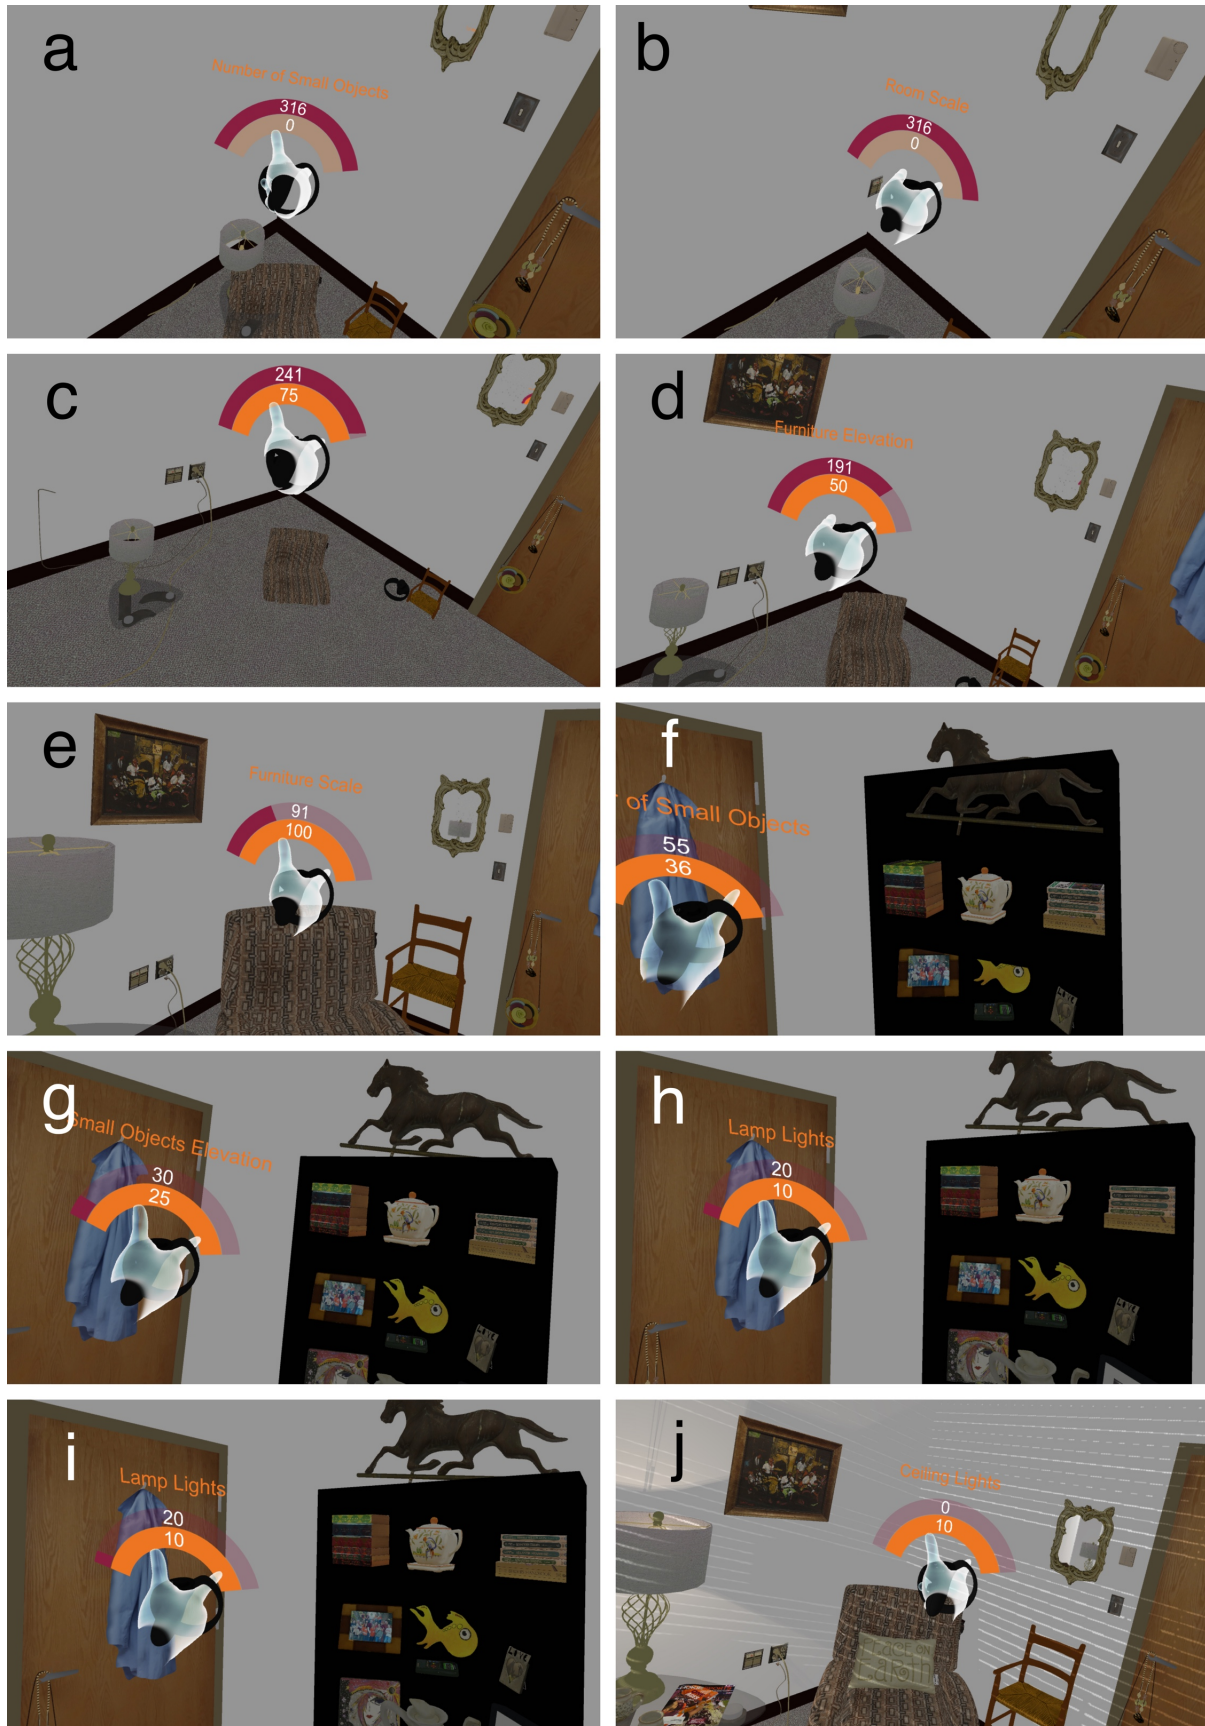 a
Number of Small Objects
316
0
b
Room Scale
316
0
c
241
75
d
Furniture Elevation
191
50
e
Furniture Scale
91
100
f
r of Small Objects
55
36
g
Small Objects Elevation
30
25
h
Lamp Lights
20
10
i
Lamp Lights
20
10
j
Ceiling Lights
0
10